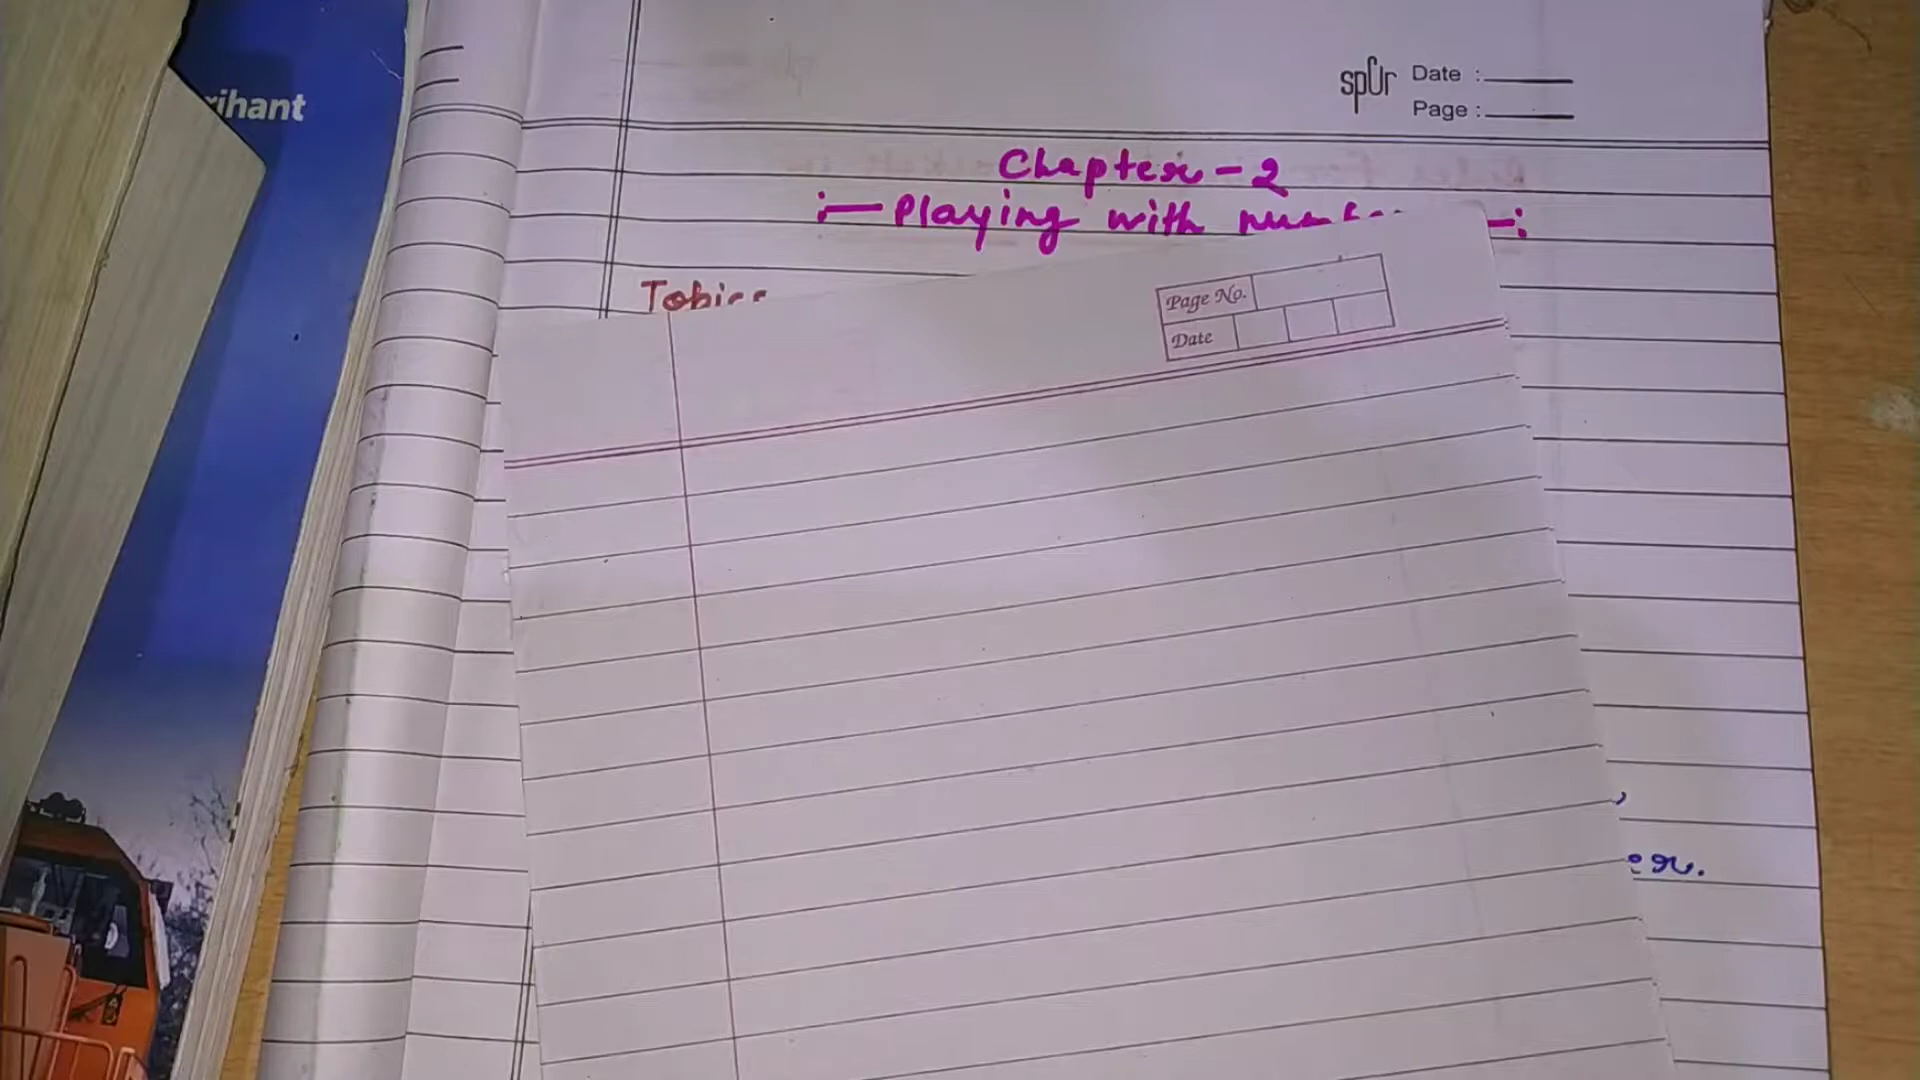 rihant
spUr Date :
Page :
Chapter - 2
:— Playing with —:
Page No.
Date